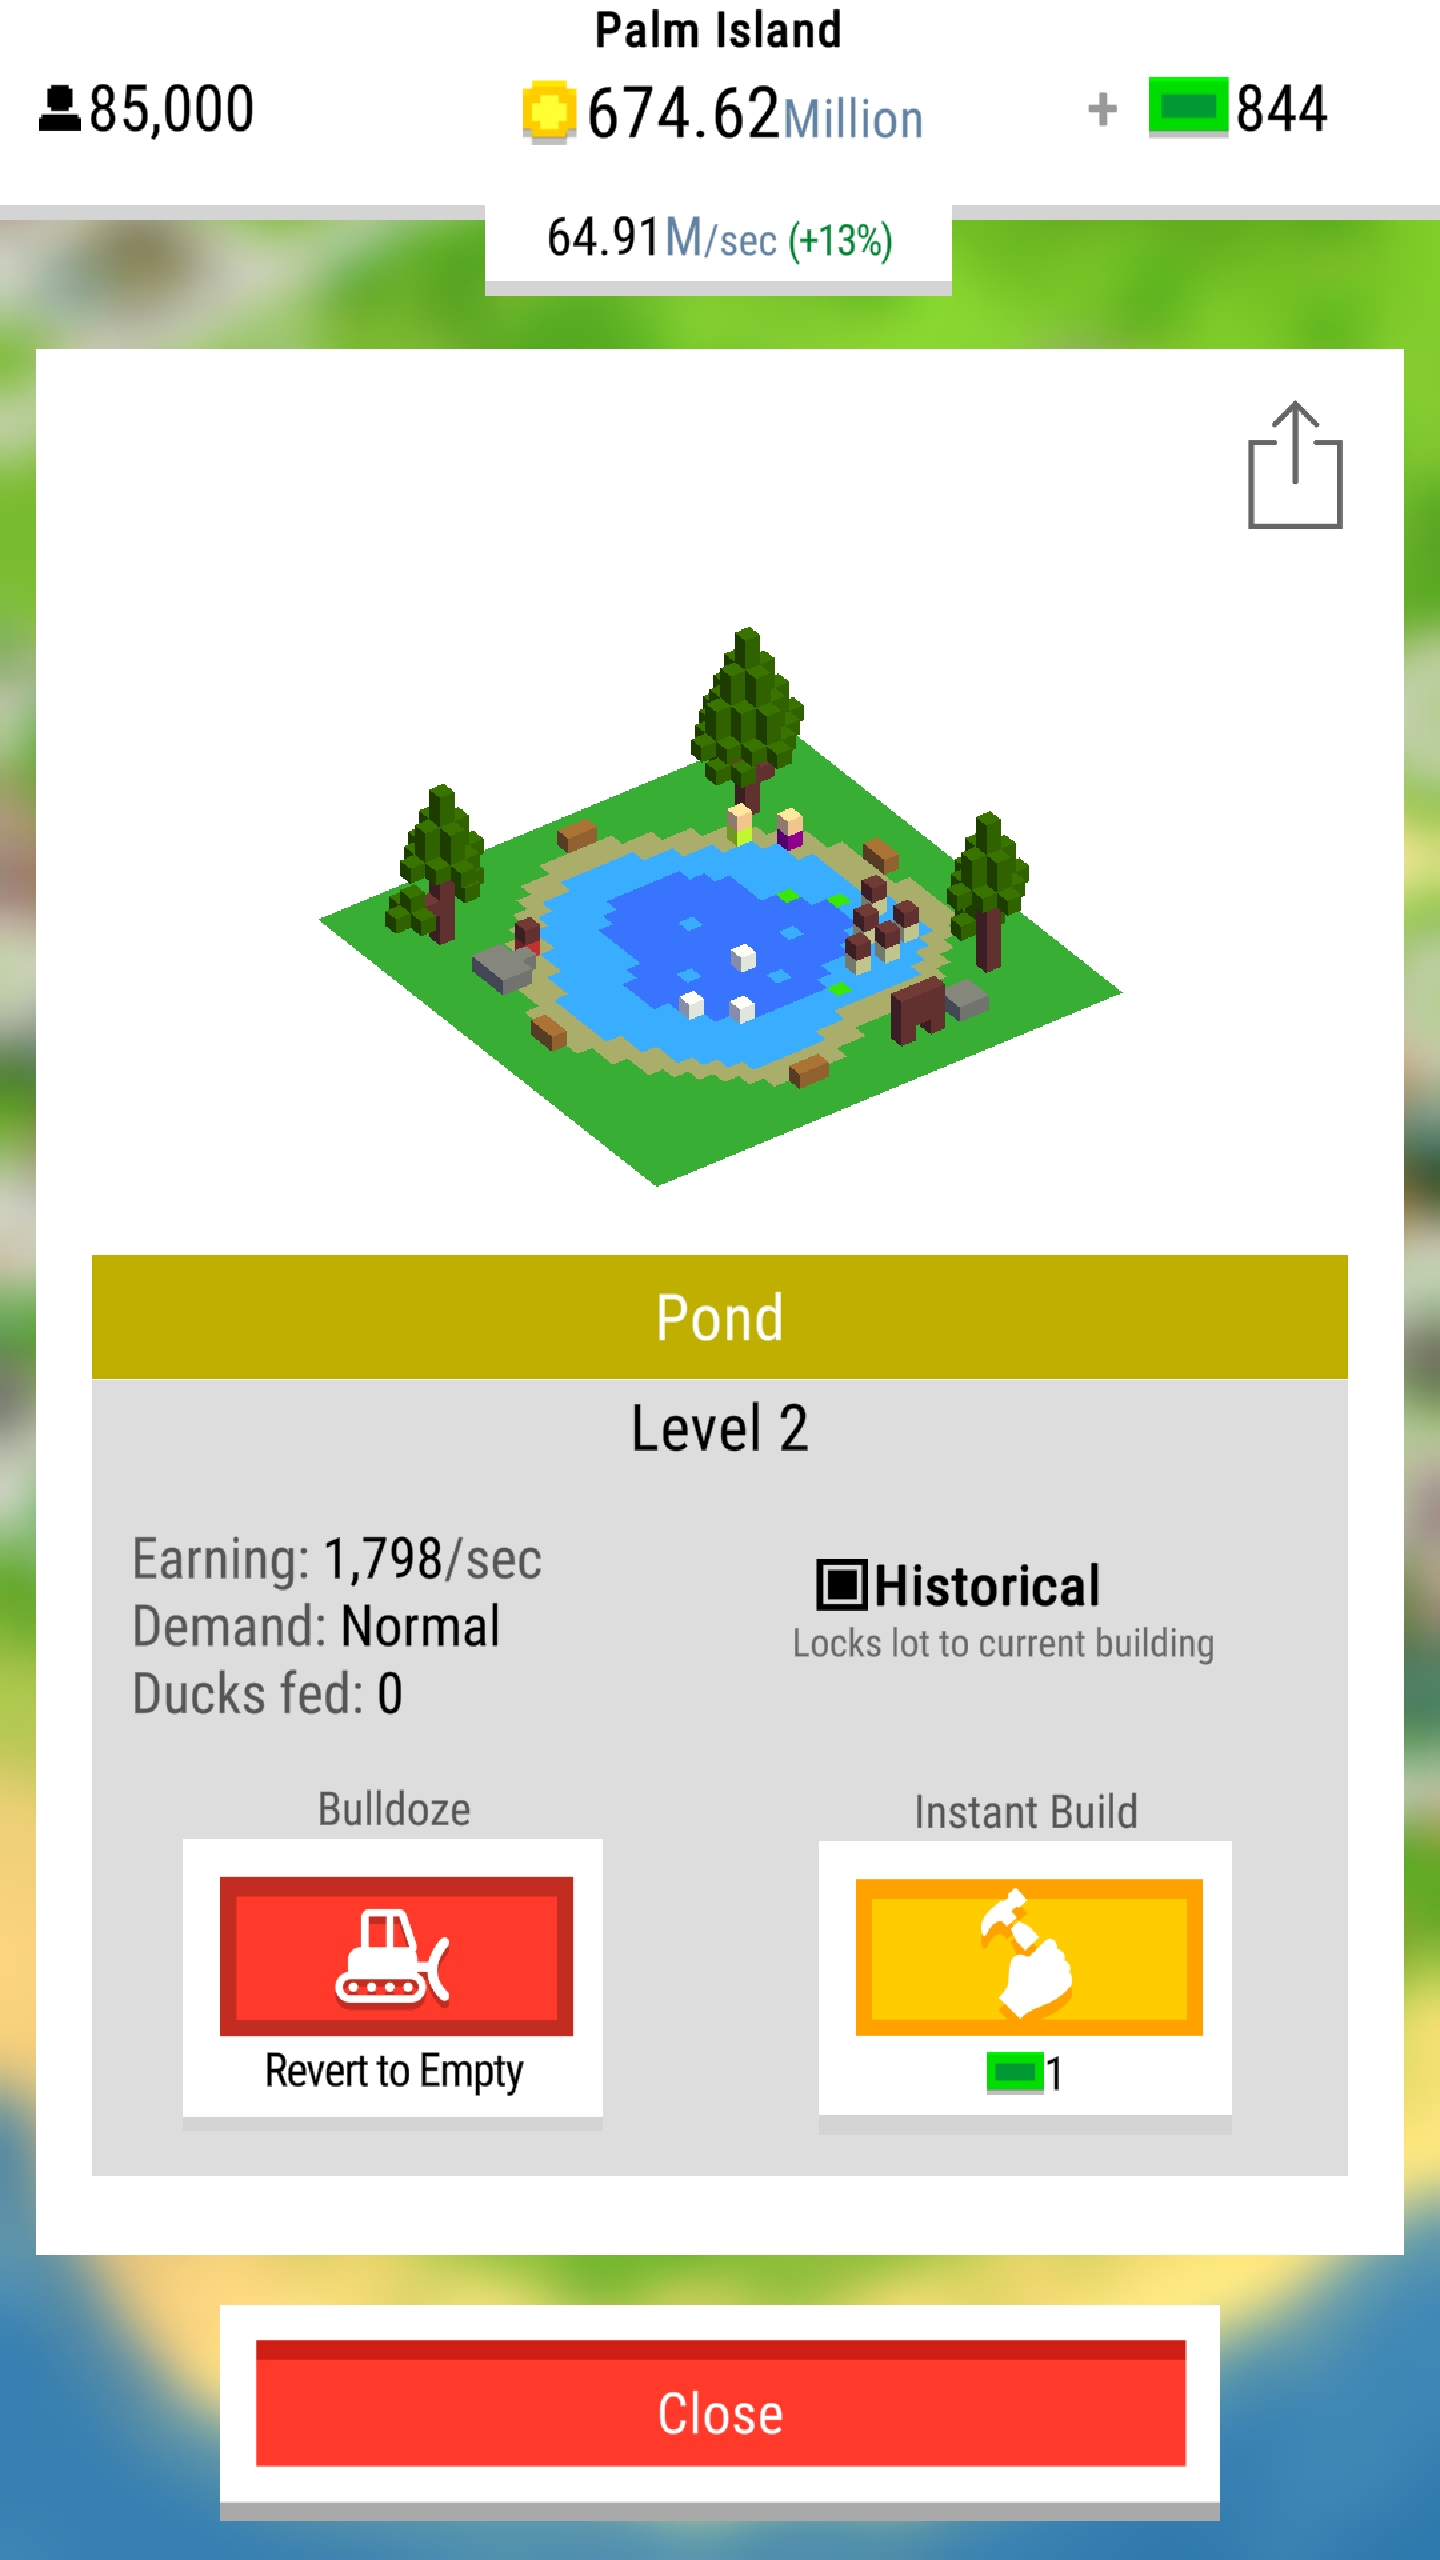 Palm Island
85,000
674.62Million
+ 844
64.91M/sec (+13%)
Pond
Level 2
Earning: 1,798/sec
Demand: Normal
Ducks fed: 0
Historical
Locks lot to current building
Bulldoze
Revert to Empty
Instant Build
1
Close